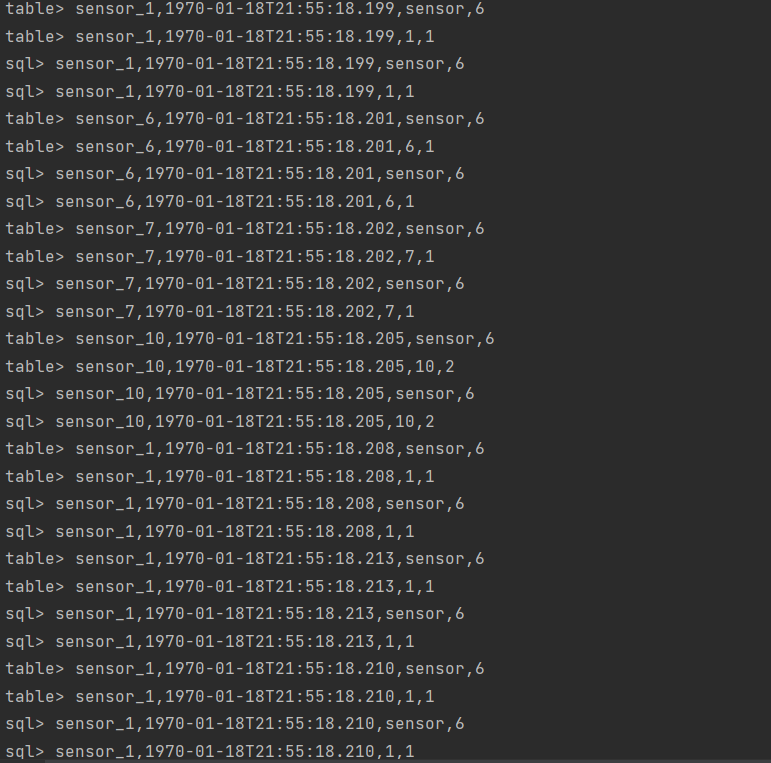 table> sensor_1,1970-01-18T21:55:18.199,sensor,6
table> sensor_1,1970-01-18T21:55:18.199,1,1
sql> sensor_1,1970-01-18T21:55:18.199,sensor,6
sql> sensor_1,1970-01-18T21:55:18.199,1,1
table> sensor_6,1970-01-18T21:55:18.201,sensor,6
table> sensor_6,1970-01-18T21:55:18.201,6,1
sql> sensor_6,1970-01-18T21:55:18.201,sensor,6
sql> sensor_6,1970-01-18T21:55:18.201,6,1
table> sensor_7,1970-01-18T21:55:18.202,sensor,6
table> sensor_7,1970-01-18T21:55:18.202,7,1
sql> sensor_7,1970-01-18T21:55:18.202,sensor,6
sql> sensor_7,1970-01-18T21:55:18.202,7,1
table> sensor_10,1970-01-18T21:55:18.205,sensor,6
table> sensor_10,1970-01-18T21:55:18.205,10,2
sql> sensor_10,1970-01-18T21:55:18.205,sensor,6
sql> sensor_10,1970-01-18T21:55:18.205,10,2
table> sensor_1,1970-01-18T21:55:18.208,sensor,6
table> sensor_1,1970-01-18T21:55:18.208,1,1
sql> sensor_1,1970-01-18T21:55:18.208,sensor,6
sql> sensor_1,1970-01-18T21:55:18.208,1,1
table> sensor_1,1970-01-18T21:55:18.213,sensor,6
table> sensor_1,1970-01-18T21:55:18.213,1,1
sql> sensor_1,1970-01-18T21:55:18.213,sensor,6
sql> sensor_1,1970-01-18T21:55:18.213,1,1
table> sensor_1,1970-01-18T21:55:18.210,sensor,6
table> sensor_1,1970-01-18T21:55:18.210,1,1
sql> sensor_1,1970-01-18T21:55:18.210,sensor,6
sql> sensor_1,1970-01-18T21:55:18.210,1,1